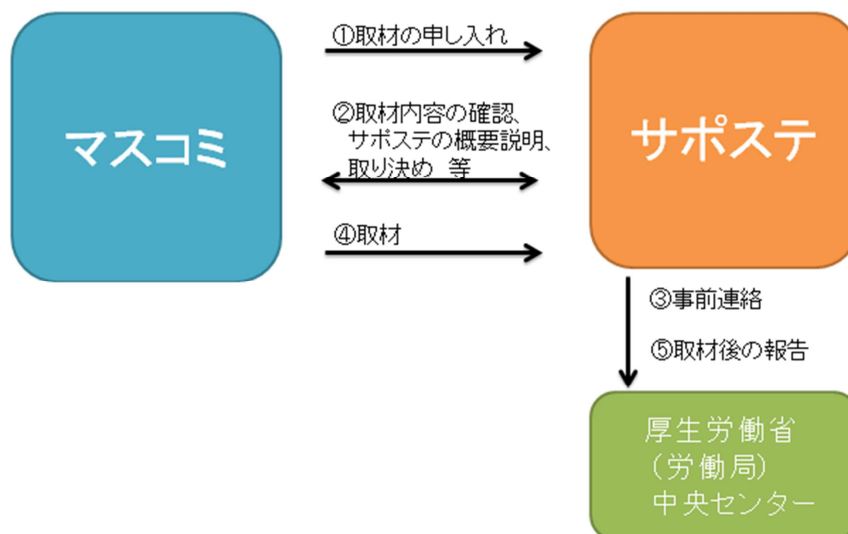 マスコミ
①取材の申し入れ
②取材内容の確認、
サポステの概要説明、
取り決め 等
④取材
サポステ
③事前連絡
⑤取材後の報告
厚生労働省
(労働局)
中央センター